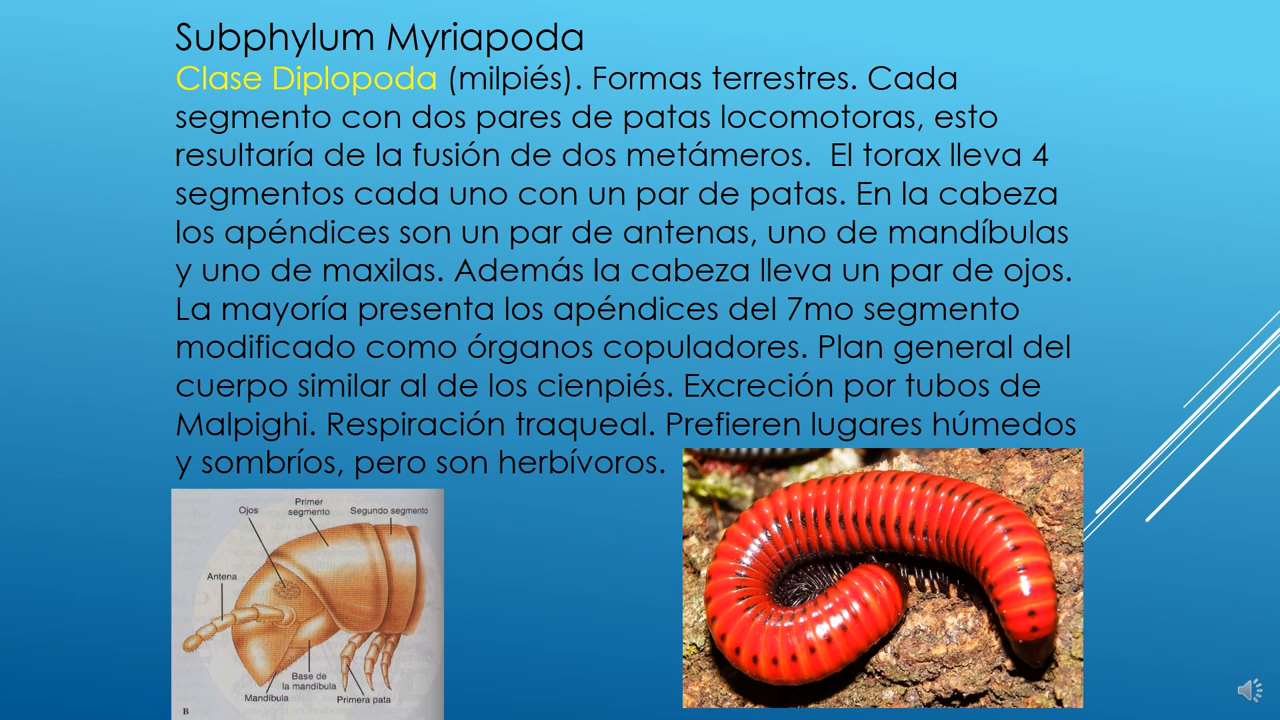 Subphylum Myriapoda
Clase Diplopoda (milpiés). Formas terrestres. Cada
segmento con dos pares de patas locomotoras, esto
resultaría de la fusión de dos metámeros.  El torax lleva 4
segmentos cada uno con un par de patas. En la cabeza
los apéndices son un par de antenas, uno de mandíbulas
y uno de maxilas. Además la cabeza lleva un par de ojos.
La mayoría presenta los apéndices del 7mo segmento
modificado como órganos copuladores. Plan general del
cuerpo similar al de los cienpiés. Excreción por tubos de
Malpighi. Respiración traqueal. Prefieren lugares húmedos
y sombríos, pero son herbívoros.
Ojos
Primer
segmento
Segundo segmento
Antena
Base de
la mandíbula
Mandíbula
Primera pata
B